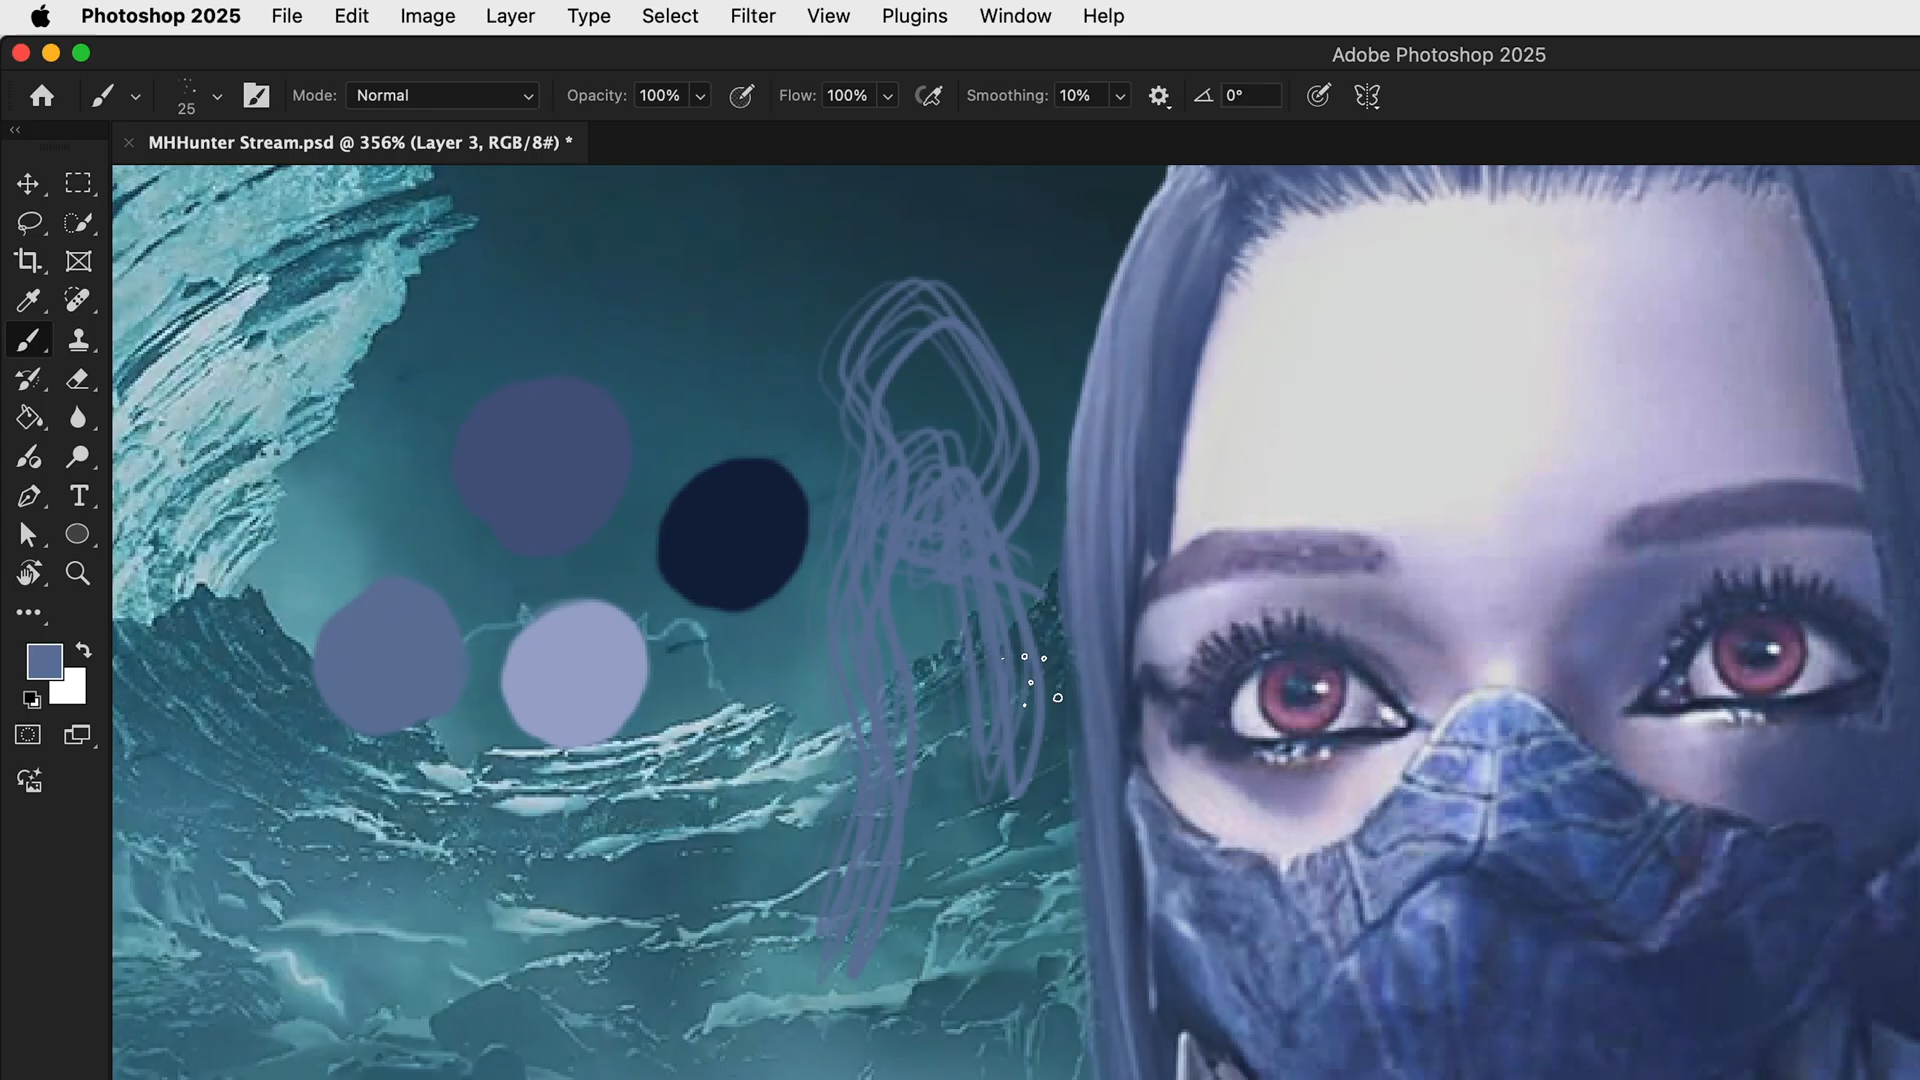 Photoshop 2025 File Edit Image Layer Type Select Filter View Plugins Window Help
Adobe Photoshop 2025
25 Mode: Normal Opacity: 100% Flow: 100% Smoothing: 10% 0°
MHHunter Stream.psd @ 356% (Layer 3, RGB/8#) *